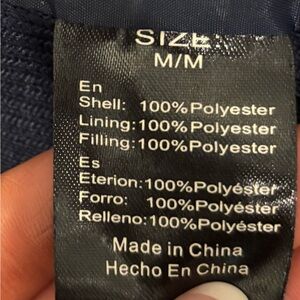 SIZE:
M/M
En
Shell: 100%Polyester
Lining:100%Polyester
Filling:100%Polyester
Es
Eterion:100%Polyéster
Forro: 100%Polyéster
Relleno:100%Polyéster
Made in China
Hecho En China